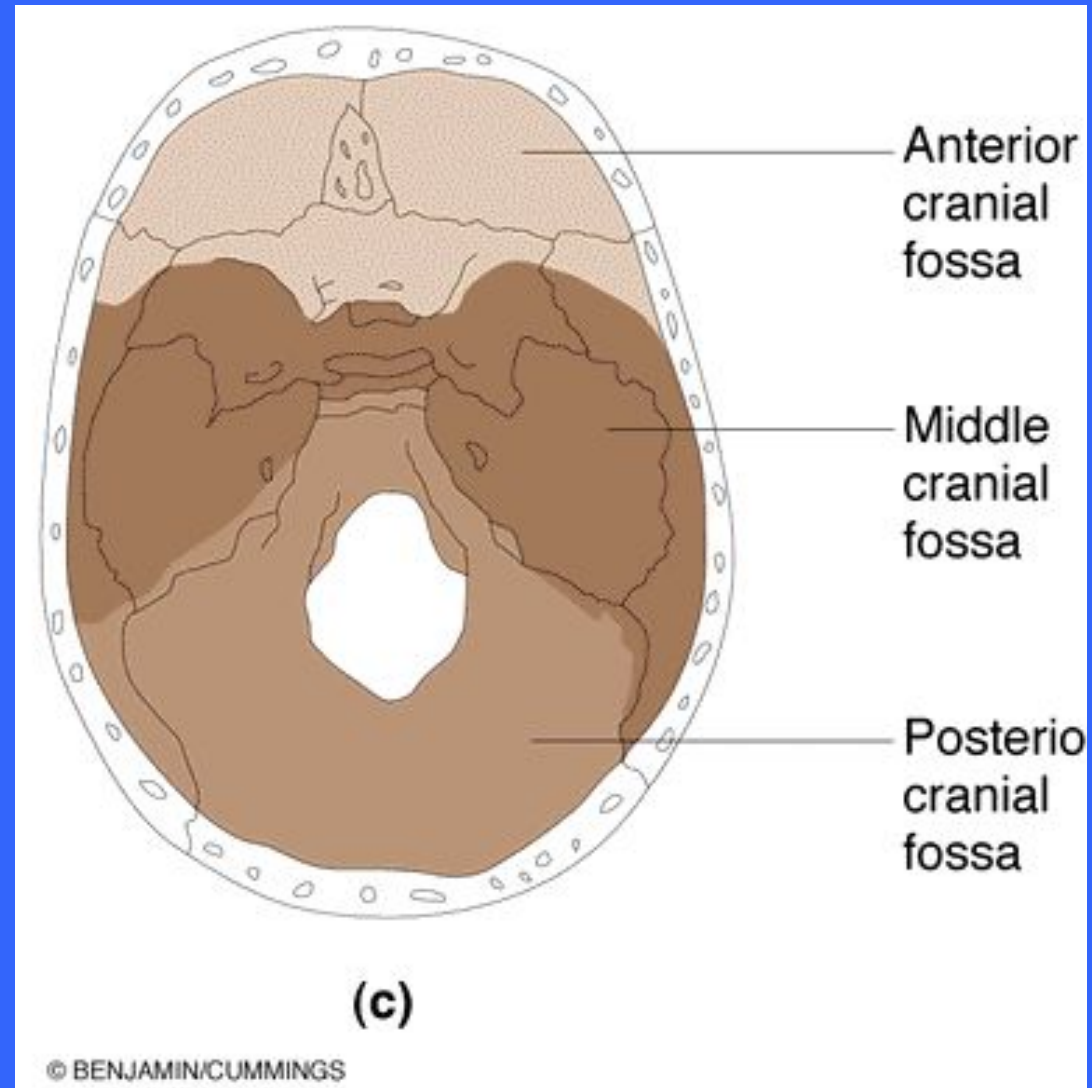 Anterior
cranial
fossa
Middle
cranial
fossa
Posterio
cranial
fossa
(c)
© BENJAMIN/CUMMINGS